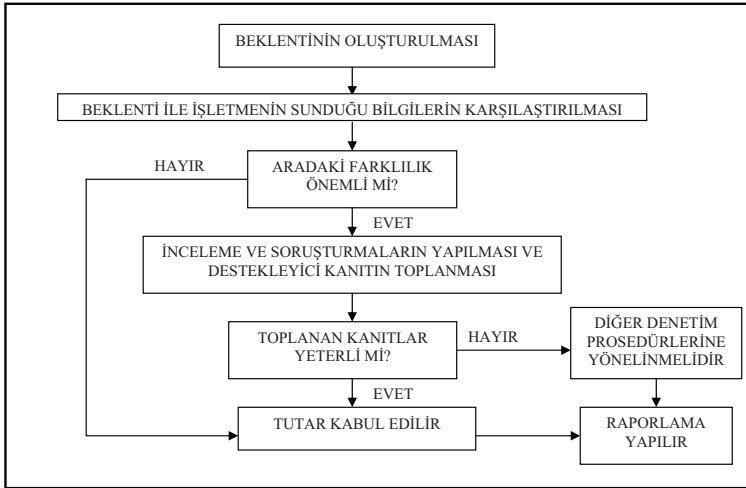 BEKLENTİNİN OLUŞTURULMASI
BEKLENTİ İLE İŞLETMENİN SUNDUĞU BİLGİLERİN KARŞILAŞTIRILMASI
HAYIR
ARADAKİ FARKLILIK
ÖNEMLİ Mİ?
EVET
İNCELEME VE SORUŞTURMALARIN YAPILMASI VE
DESTEKLEYİCİ KANITIN TOPLANMASI
TOPLANAN KANITLAR
YETERLİ Mİ?
HAYIR
DİĞER DENETİM
PROSEDÜRLERİNE
YÖNELİNMELİDİR
EVET
TUTAR KABUL EDİLİR
RAPORLAMA
YAPILIR